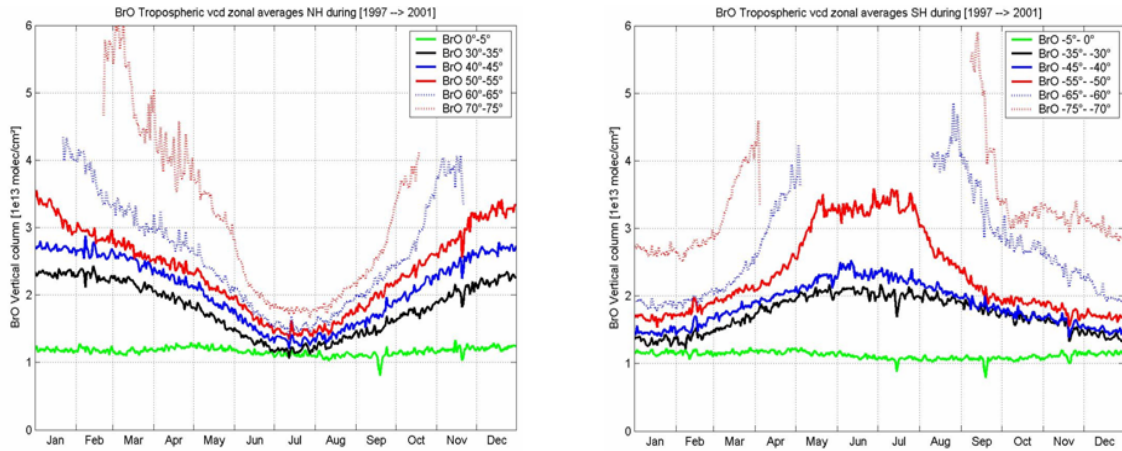 BrO Tropospheric vcd zonal averages NH during [1997 --> 2001]
BrO Vertical column [1e13 molec/cm²]
6
5
4
3
2
1
0
BrO 0°-5°
BrO 30°-35°
BrO 40°-45°
BrO 50°-55°
BrO 60°-65°
BrO 70°-75°
Jan Feb Mar Apr May Jun Jul Aug Sep Oct Nov Dec
BrO Tropospheric vcd zonal averages SH during [1997 --> 2001]
BrO Vertical column [1e13 molec/cm²]
6
5
4
3
2
1
0
BrO -5°- 0°
BrO -35°- -30°
BrO -45°- -40°
BrO -55°- -50°
BrO -65°- -60°
BrO -75°- -70°
Jan Feb Mar Apr May Jun Jul Aug Sep Oct Nov Dec